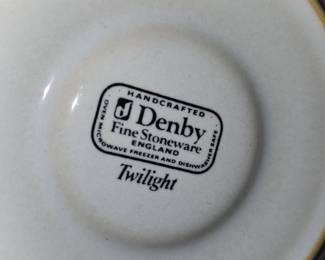 HANDCRAFTED
Denby
Fine Stoneware
ENGLAND
· OVEN MICROWAVE FREEZER AND DISHWASHER SAFE ·
Twilight